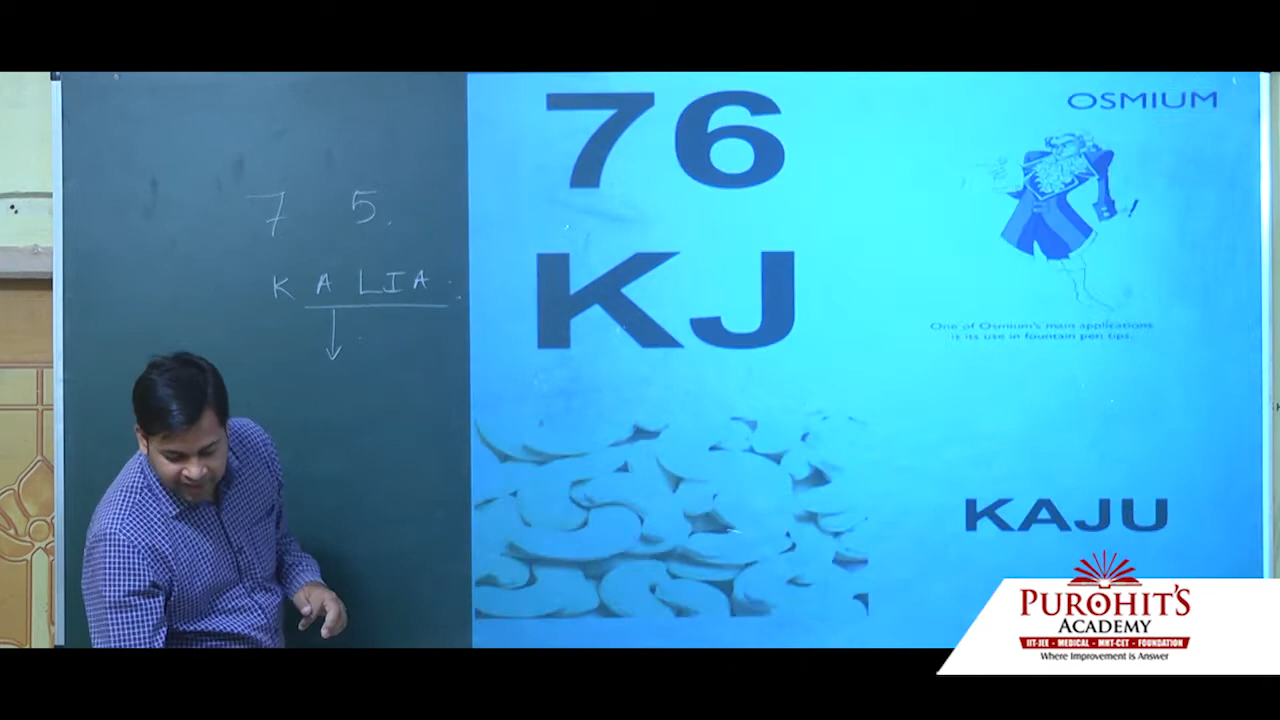 7 5.
K A LIA.
76
KJ
OSMIUM
One of Osmium's main applications
is its use in fountain pen tips.
KAJU
PUROHIT'S
ACADEMY
IIT-JEE - MEDICAL - MHT-CET - FOUNDATION
Where Improvement is Answer